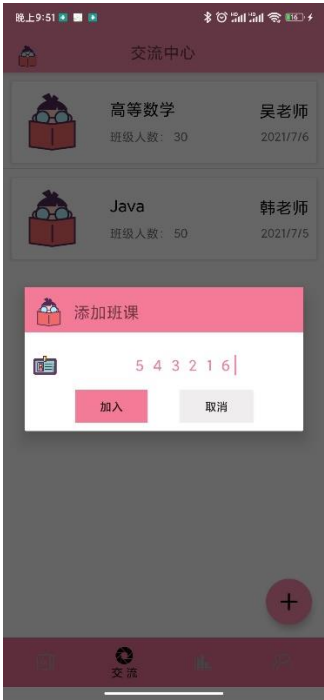 晚上9:51
交流中心
高等数学 吴老师
班级人数: 30 2021/7/6
Java 韩老师
班级人数: 50 2021/7/5
添加班课
5 4 3 2 1 6
加入 取消
交流